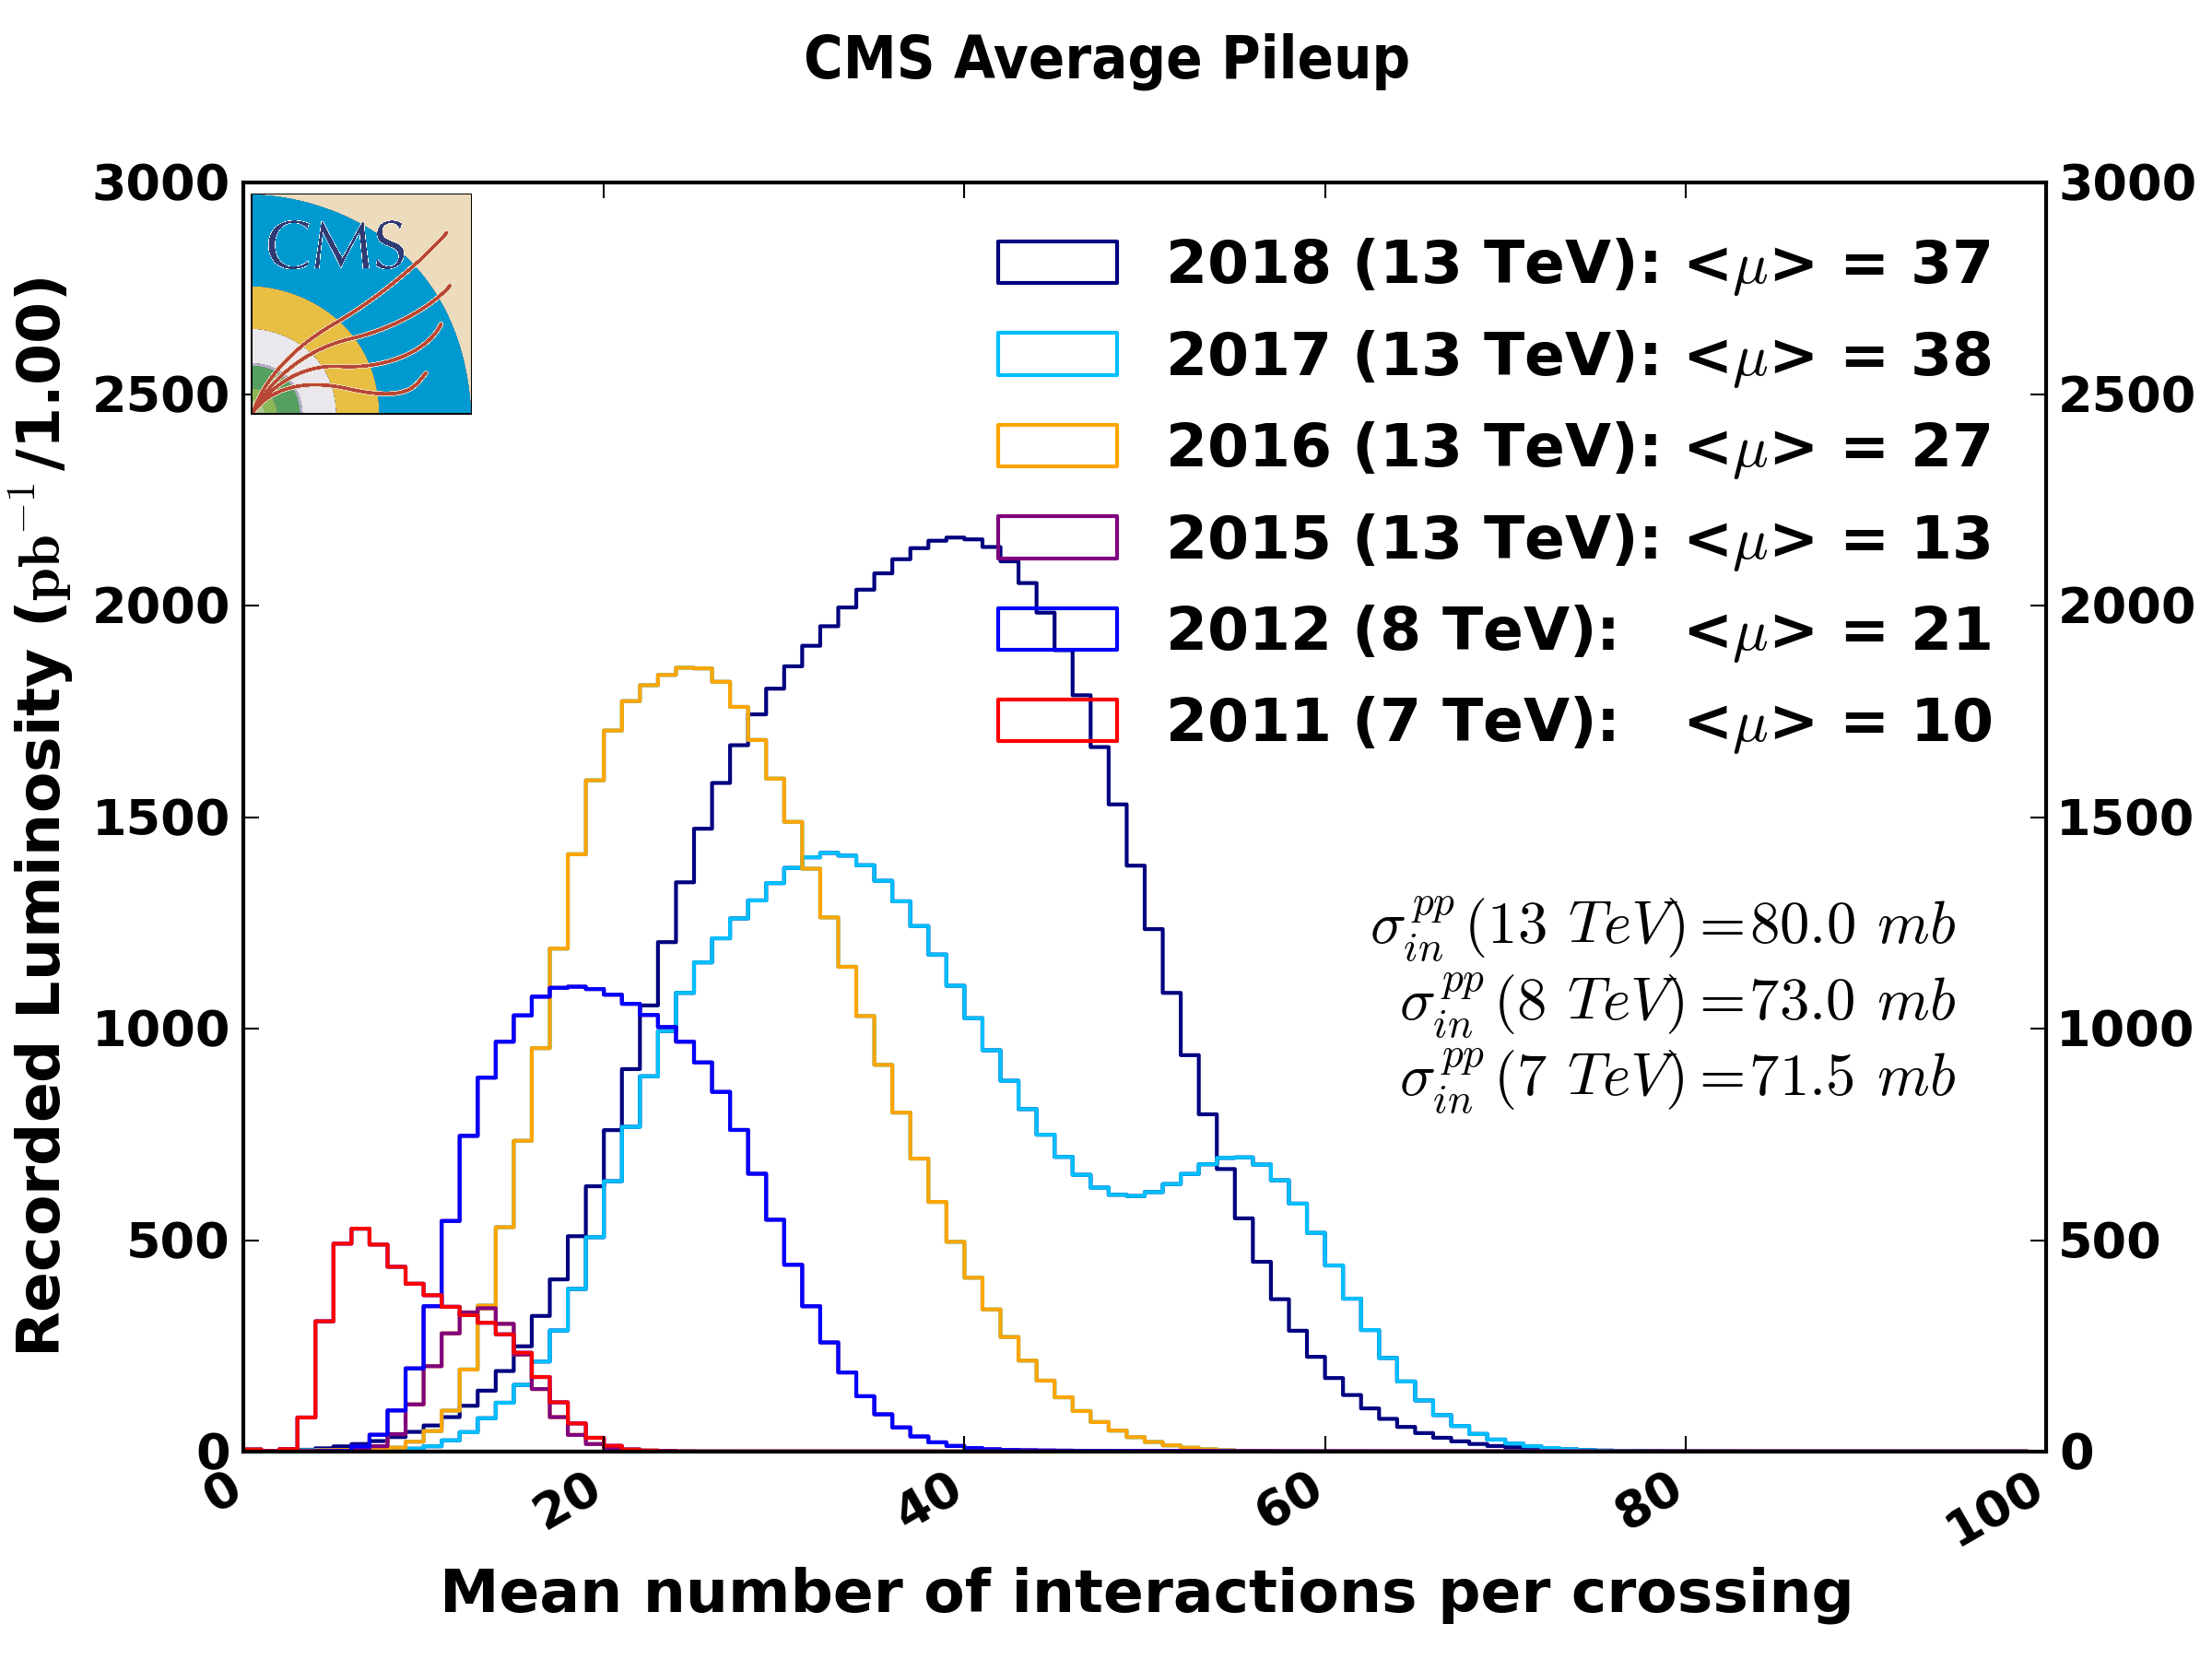 CMS Average Pileup
3000
2500
2000
1500
1000
500
0
Recorded Luminosity (pb⁻¹/1.00)
CMS
2018 (13 TeV): <μ> = 37
2017 (13 TeV): <μ> = 38
2016 (13 TeV): <μ> = 27
2015 (13 TeV): <μ> = 13
2012 (8 TeV): <μ> = 21
2011 (7 TeV): <μ> = 10
σ_in^pp (13 TeV) = 80.0 mb
σ_in^pp (8 TeV) = 73.0 mb
σ_in^pp (7 TeV) = 71.5 mb
3000
2500
2000
1500
1000
500
0
0 20 40 60 80 100
Mean number of interactions per crossing